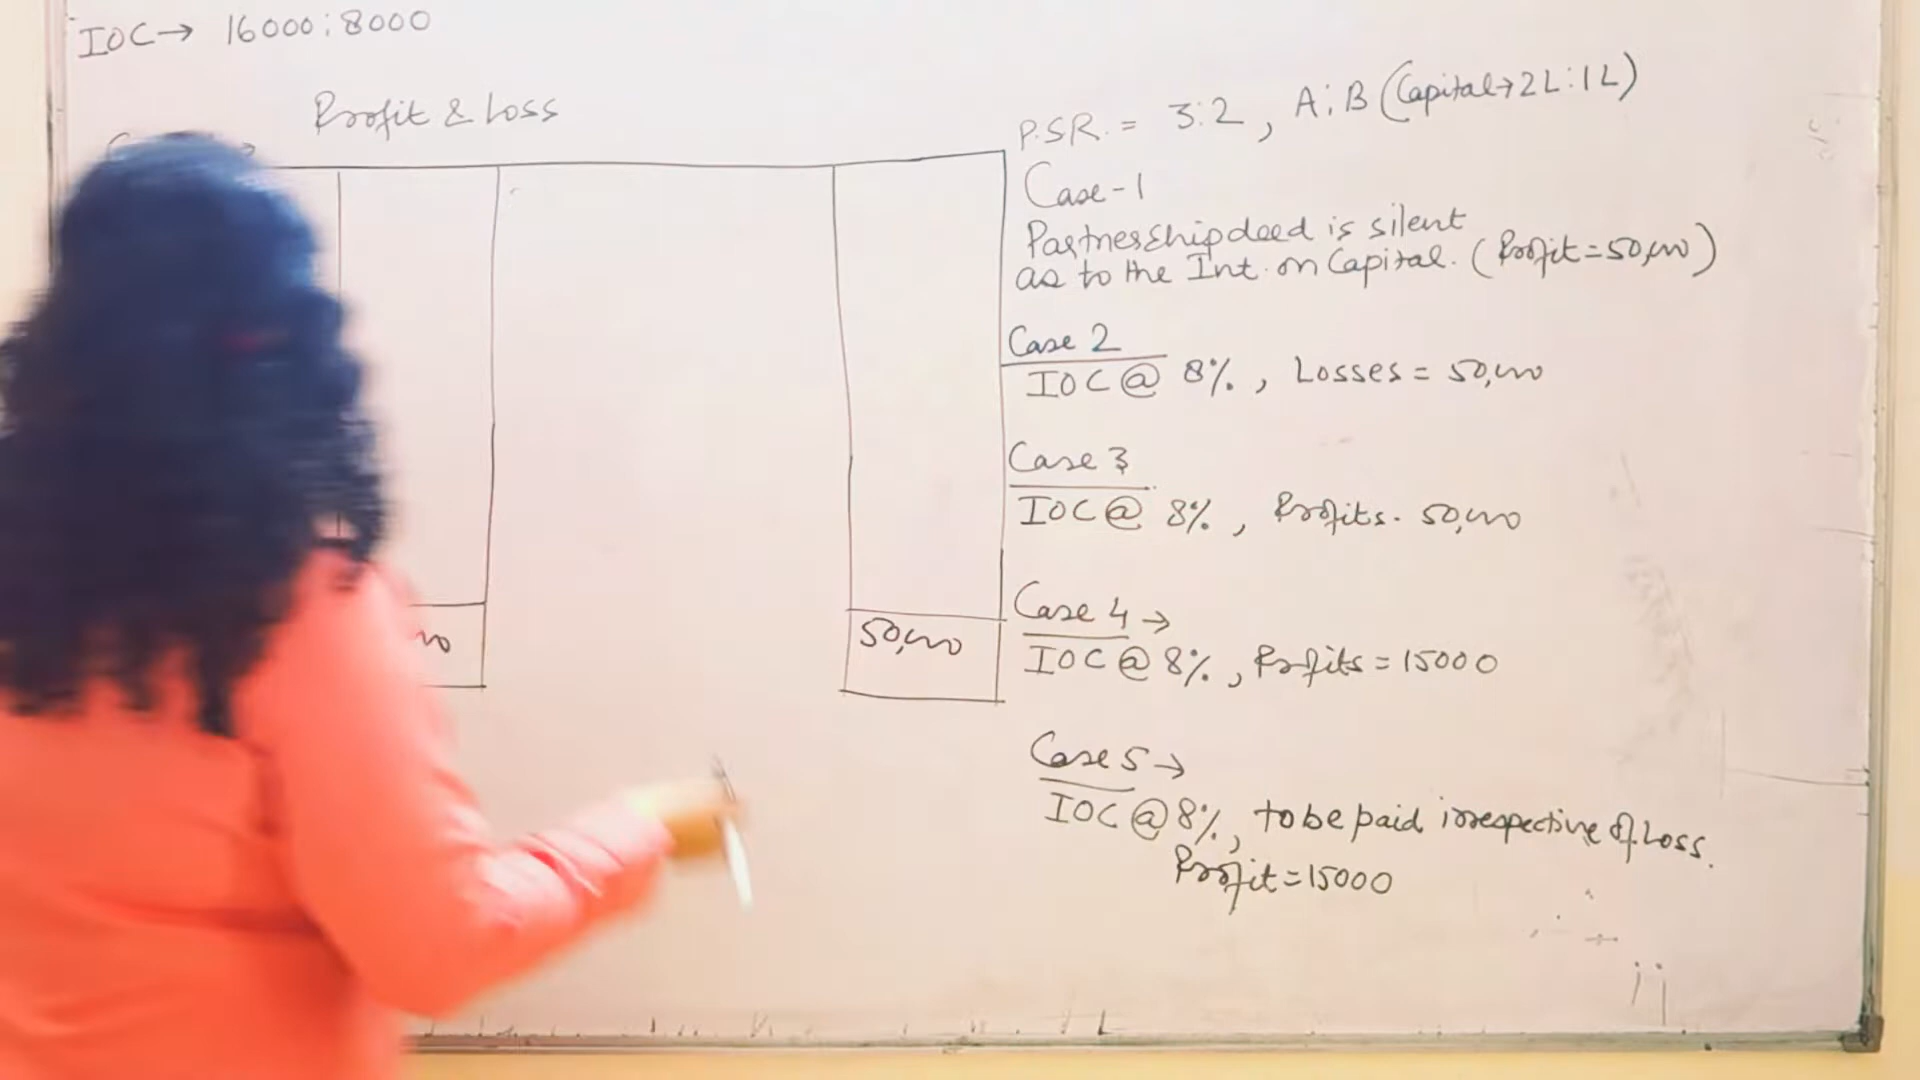 IOC→ 16000:8000
Profit & Loss
50,000
P.S.R. = 3:2, A:B (Capital→2L:1L)
Case-1
Partnership deed is silent
as to the Int. on Capital. (Profit=50,000)
Case 2
IOC@ 8%, Losses = 50,000
Case 3
IOC@ 8%, Profits. 50,000
Case 4→
IOC@8%, Profits = 15000
Case 5→
IOC@8%, to be paid irrespective of Loss.
Profit=15000